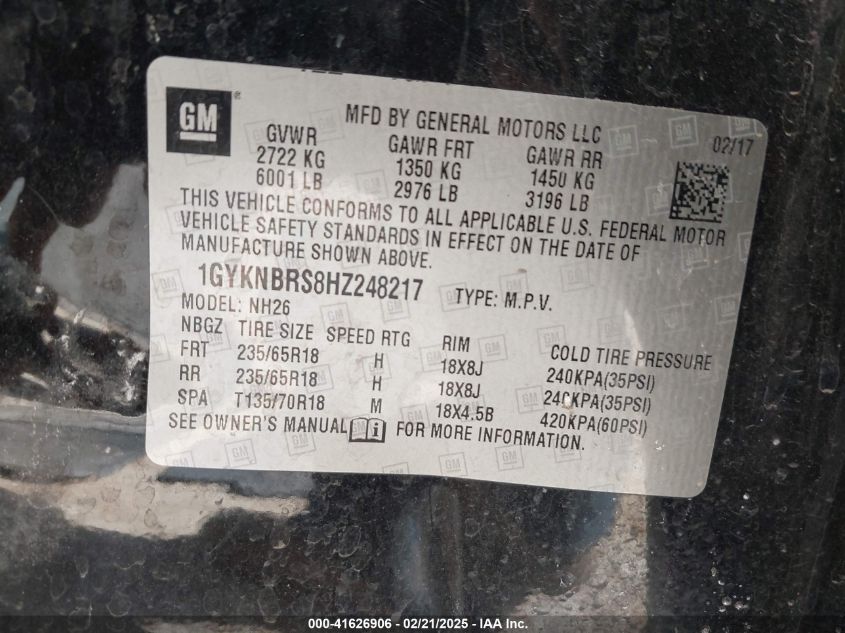 GM®
MFD BY GENERAL MOTORS LLC
02/17
GVWR GAWR FRT GAWR RR
2722 KG 1350 KG 1450 KG
6001 LB 2976 LB 3196 LB
THIS VEHICLE CONFORMS TO ALL APPLICABLE U.S. FEDERAL MOTOR
VEHICLE SAFETY STANDARDS IN EFFECT ON THE DATE OF
MANUFACTURE SHOWN ABOVE.
1GYKNBRS8HZ248217 TYPE: M.P.V.
MODEL: NH26
NBGZ TIRE SIZE SPEED RTG RIM COLD TIRE PRESSURE
FRT 235/65R18 H 18X8J 240KPA(35PSI)
RR 235/65R18 H 18X8J 240KPA(35PSI)
SPA T135/70R18 M 18X4.5B 420KPA(60PSI)
SEE OWNER'S MANUAL FOR MORE INFORMATION.
000-41626906 - 02/21/2025 - IAAI Inc.